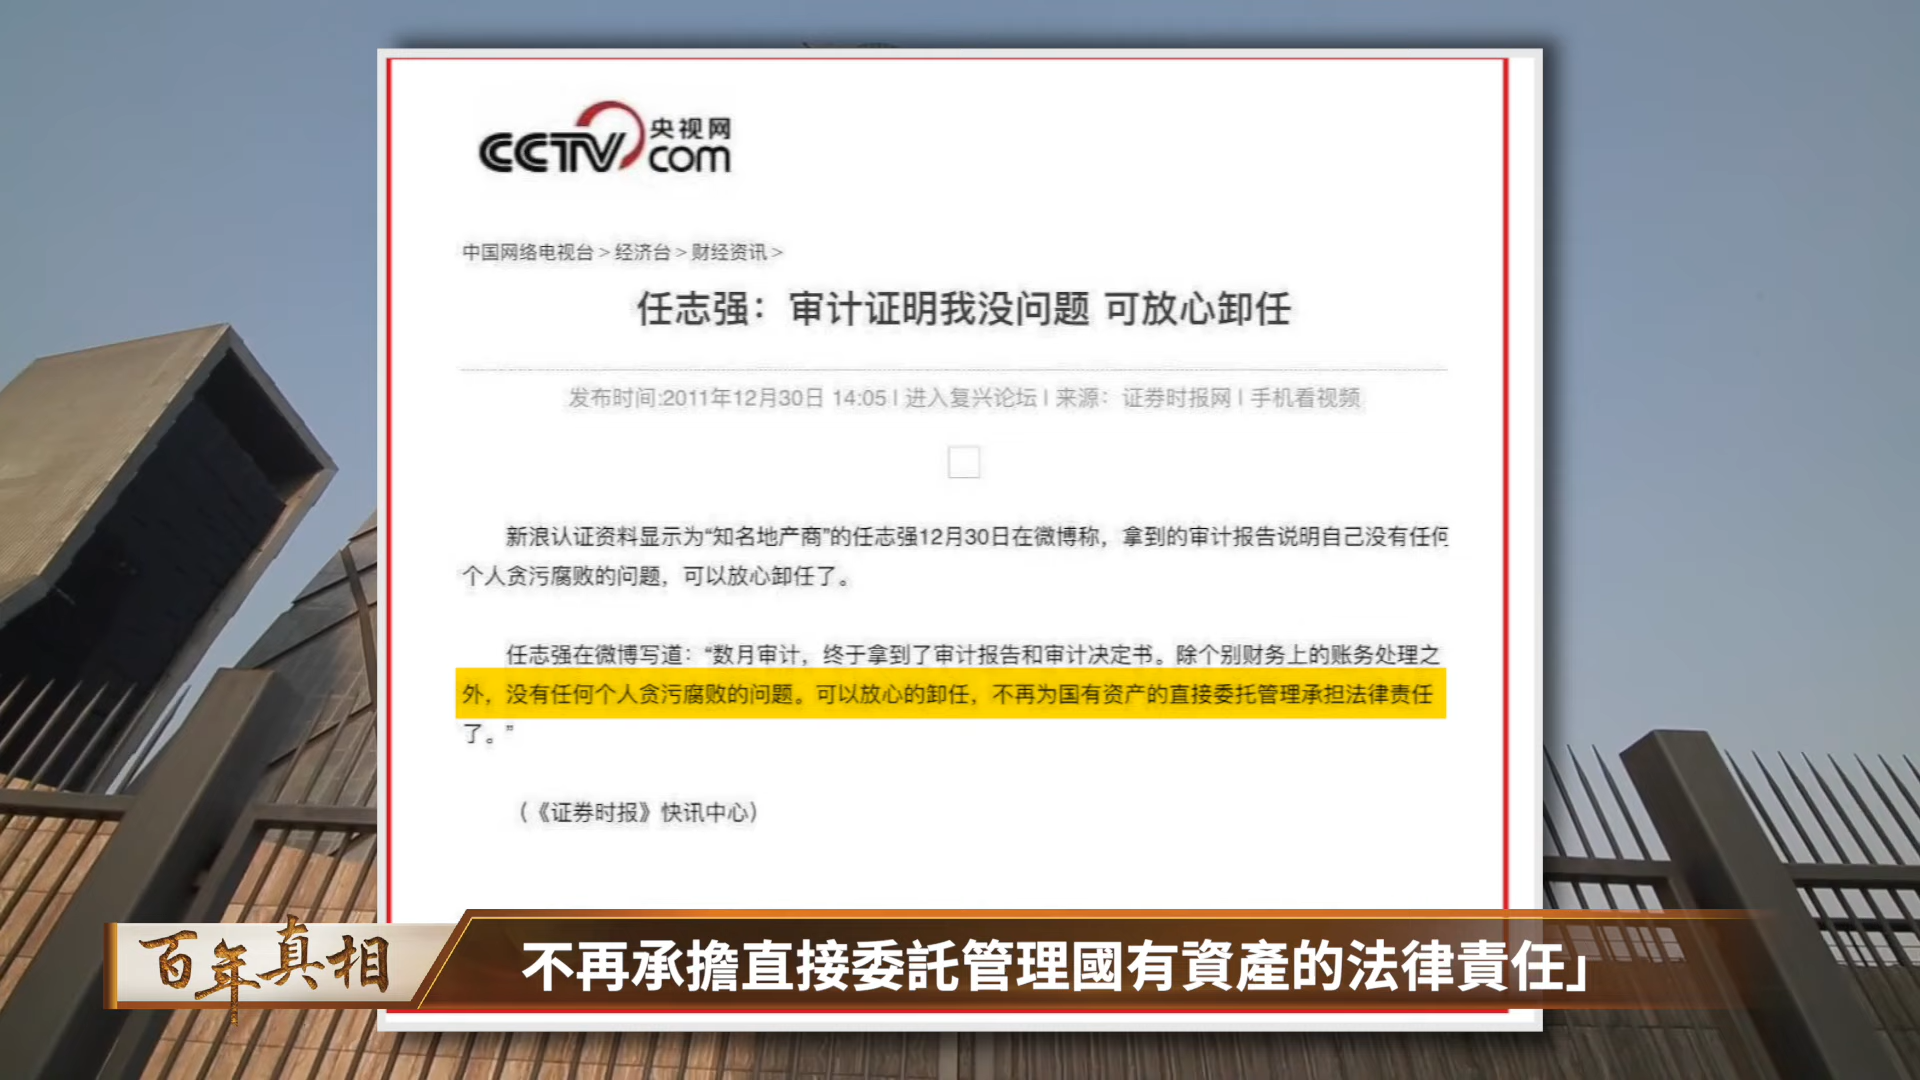 CCTV 央视网
com
中国网络电视台 > 经济台 > 财经资讯 >
任志强：审计证明我没问题 可放心卸任
发布时间:2011年12月30日 14:05 | 进入复兴论坛 | 来源：证券时报网 | 手机看视频
新浪认证资料显示为“知名地产商”的任志强12月30日在微博称，拿到的审计报告说明自己没有任何
个人贪污腐败的问题，可以放心卸任了。
任志强在微博写道：“数月审计，终于拿到了审计报告和审计决定书。除个别财务上的账务处理之
外，没有任何个人贪污腐败的问题。可以放心的卸任，不再为国有资产的直接委托管理承担法律责任
了。”
（《证券时报》快讯中心）
百年真相
不再承擔直接委託管理國有資產的法律責任」